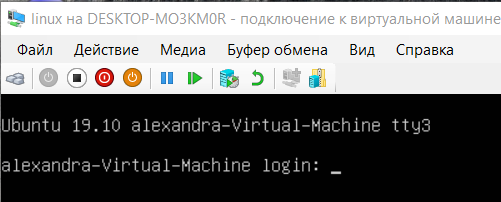 linux на DESKTOP-MO3KM0R - подключение к виртуальной машине
Файл Действие Медиа Буфер обмена Вид Справка
Ubuntu 19.10 alexandra-Virtual-Machine tty3
alexandra-Virtual-Machine login: _